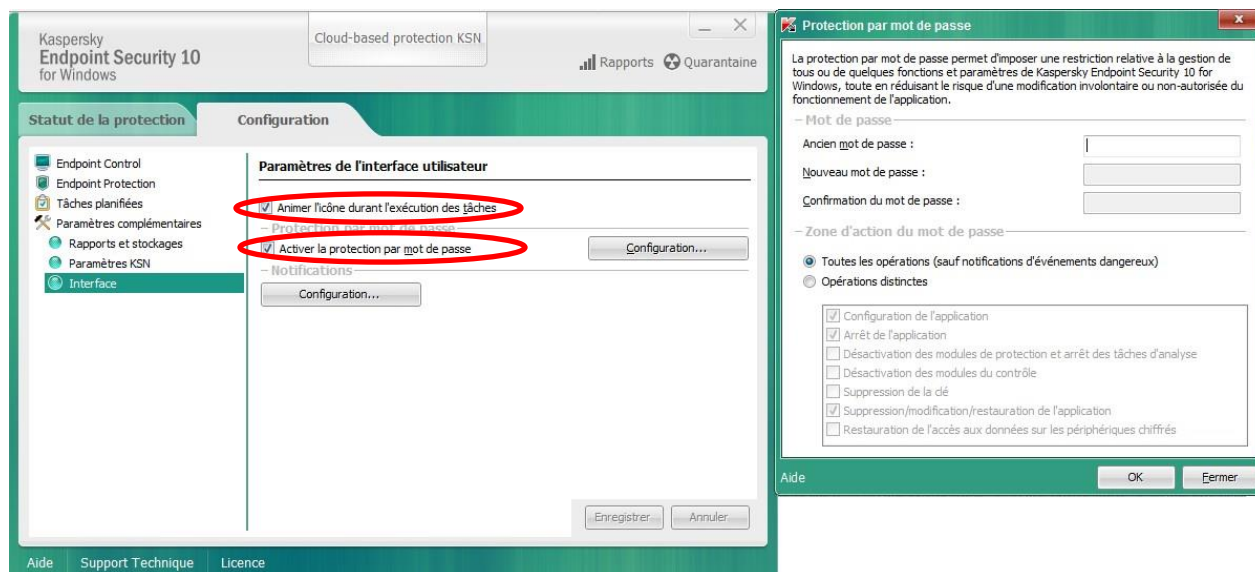 Kaspersky
Endpoint Security 10
for Windows
Cloud-based protection KSN
Rapports
Quarantaine
Statut de la protection
Configuration
Endpoint Control
Endpoint Protection
Tâches planifiées
Paramètres complémentaires
Rapports et stockages
Paramètres KSN
Interface
Paramètres de l'interface utilisateur
Animer l'icône durant l'exécution des tâches
Protection par mot de passe
Activer la protection par mot de passe
Configuration...
Notifications
Configuration...
Enregistrer
Annuler
Aide
Support Technique
Licence
Protection par mot de passe
La protection par mot de passe permet d'imposer une restriction relative à la gestion de
tous ou de quelques fonctions et paramètres de Kaspersky Endpoint Security 10 for
Windows, toute en réduisant le risque d'une modification involontaire ou non-autorisée du
fonctionnement de l'application.
Mot de passe
Ancien mot de passe :
Nouveau mot de passe :
Confirmation du mot de passe :
Zone d'action du mot de passe
Toutes les opérations (sauf notifications d'événements dangereux)
Opérations distinctes
Configuration de l'application
Arrêt de l'application
Désactivation des modules de protection et arrêt des tâches d'analyse
Désactivation des modules du contrôle
Suppression de la clé
Suppression/modification/restauration de l'application
Restauration de l'accès aux données sur les périphériques chiffrés
Aide
OK
Fermer